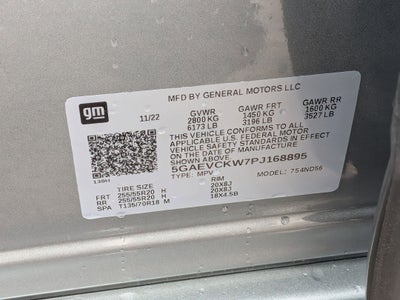 gm
MFD BY GENERAL MOTORS LLC
11/22
GVWR GAWR FRT GAWR RR
2800 KG 1450 KG 1600 KG
6173 LB 3196 LB 3527 LB
THIS VEHICLE CONFORMS TO ALL
APPLICABLE U.S. FEDERAL MOTOR
VEHICLE SAFETY STANDARDS IN
EFFECT ON THE DATE OF MANUFACTURE
SHOWN ABOVE
5GAEVCKW7PJ168895
TYPE: MPV MODEL: 754ND56
TIRE SIZE RIM
FRT 255/55R20 H 20X8J
RR 255/55R20 H 20X8J
SPA T135/70R18 M 18X4.5B